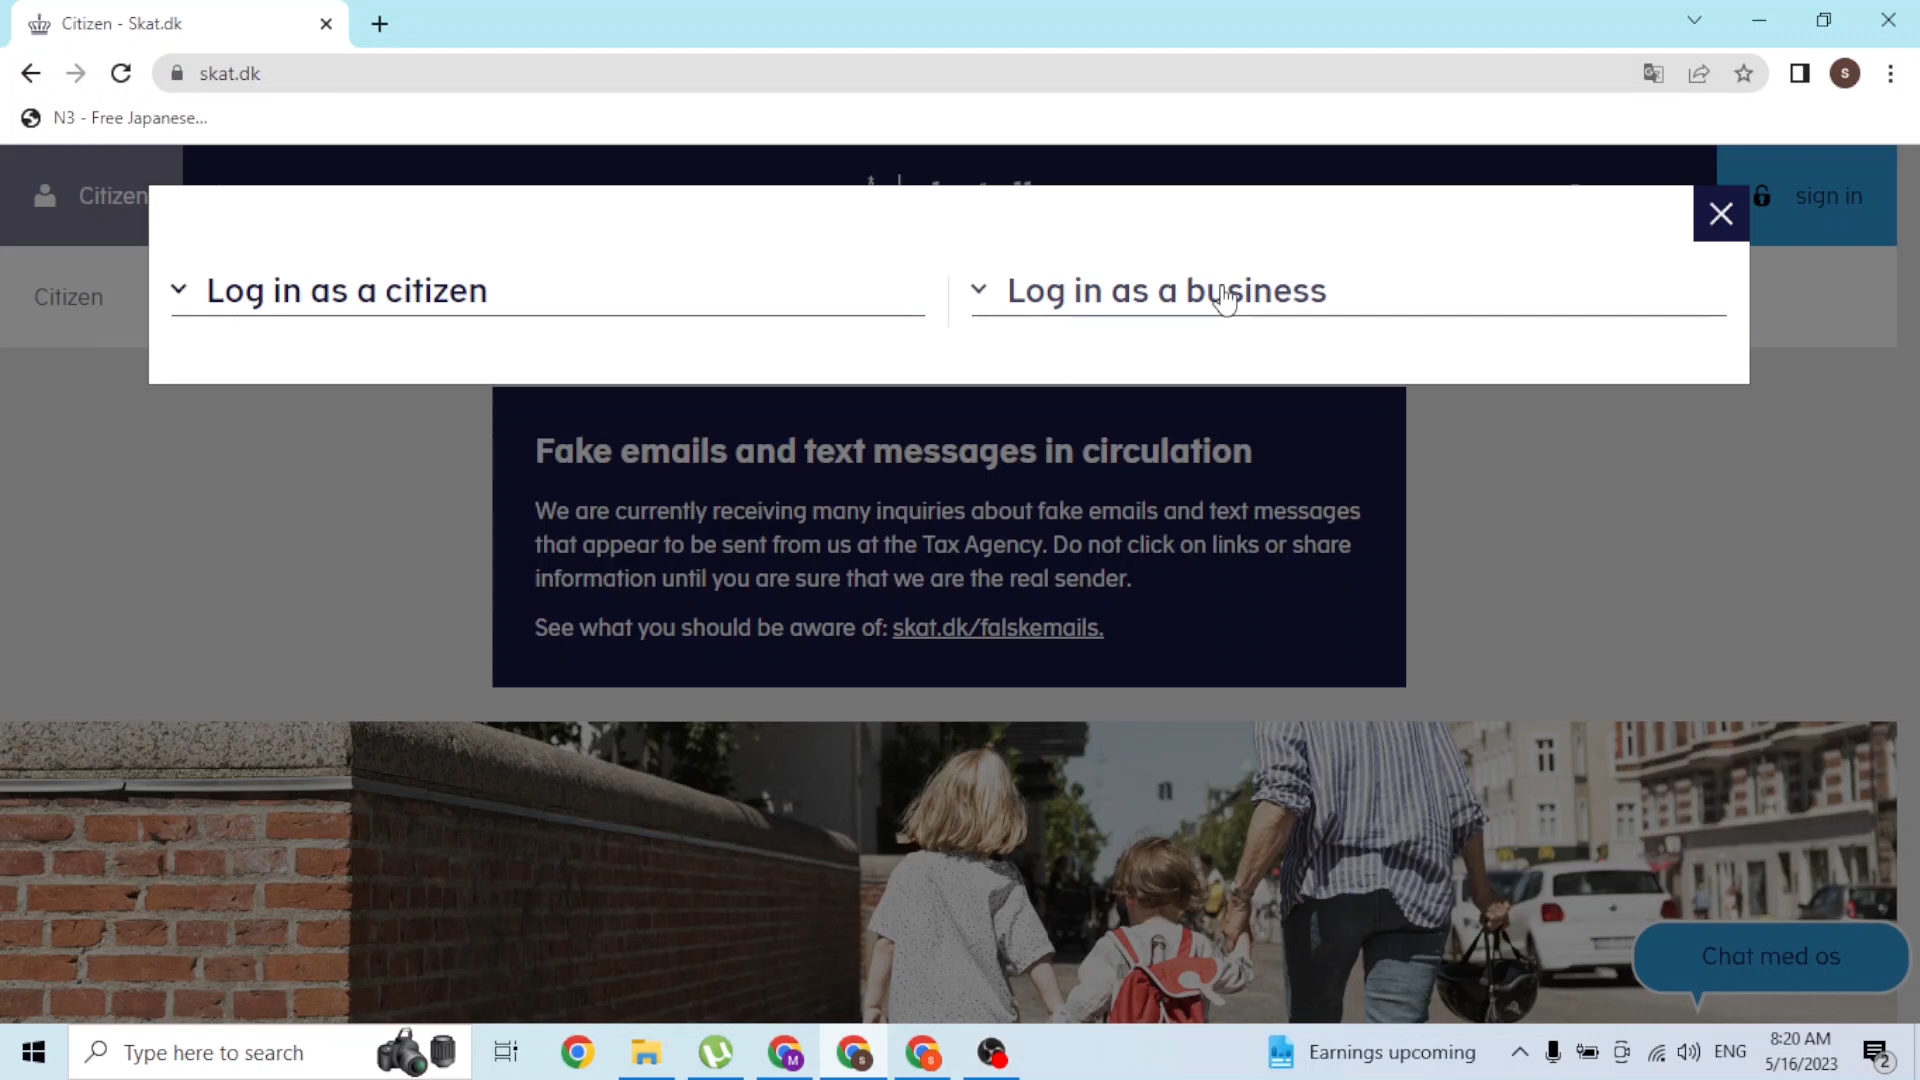 Citizen - Skat.dk
skat.dk
S
N3 - Free Japanese...
Citizen
sign in
Citizen
Log in as a citizen
Log in as a business
Fake emails and text messages in circulation
We are currently receiving many inquiries about fake emails and text messages
that appear to be sent from us at the Tax Agency. Do not click on links or share
information until you are sure that we are the real sender.
See what you should be aware of: skat.dk/falskemails.
Chat med os
Type here to search
M
S
S
Earnings upcoming
ENG
8:20 AM
5/16/2023
2